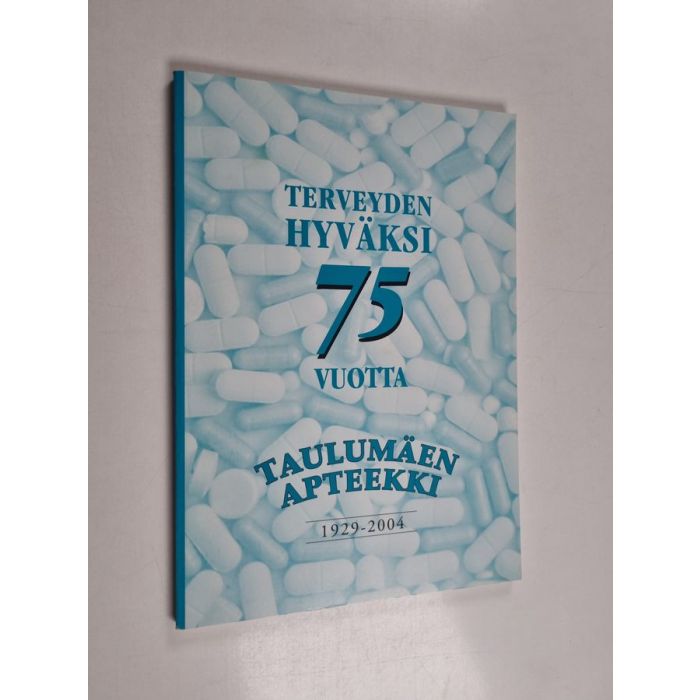 TERVEYDEN
HYVÄKSI
75
VUOTTA
TAULUMÄEN
APTEEKKI
1929-2004